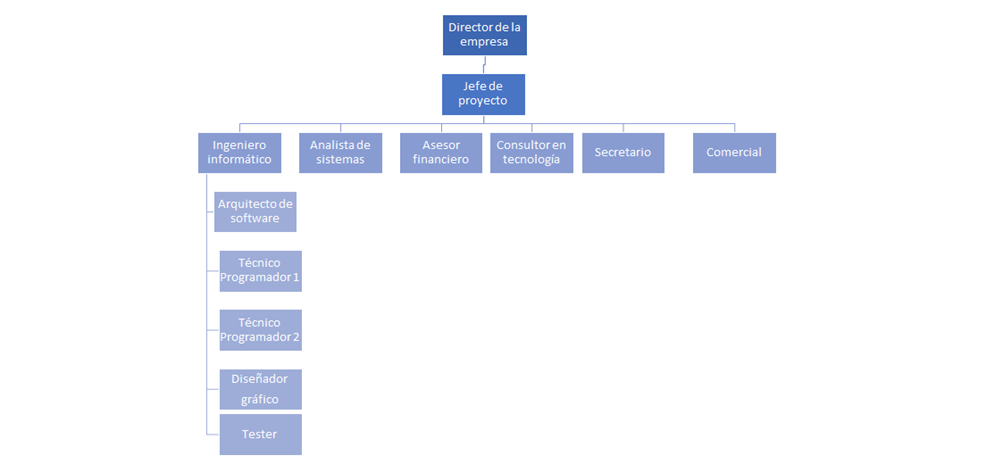 Director de la
empresa
Jefe de
proyecto
Ingeniero
informático
Analista de
sistemas
Asesor
financiero
Consultor en
tecnología
Secretario
Comercial
Arquitecto de
software
Técnico
Programador 1
Técnico
Programador 2
Diseñador
gráfico
Tester